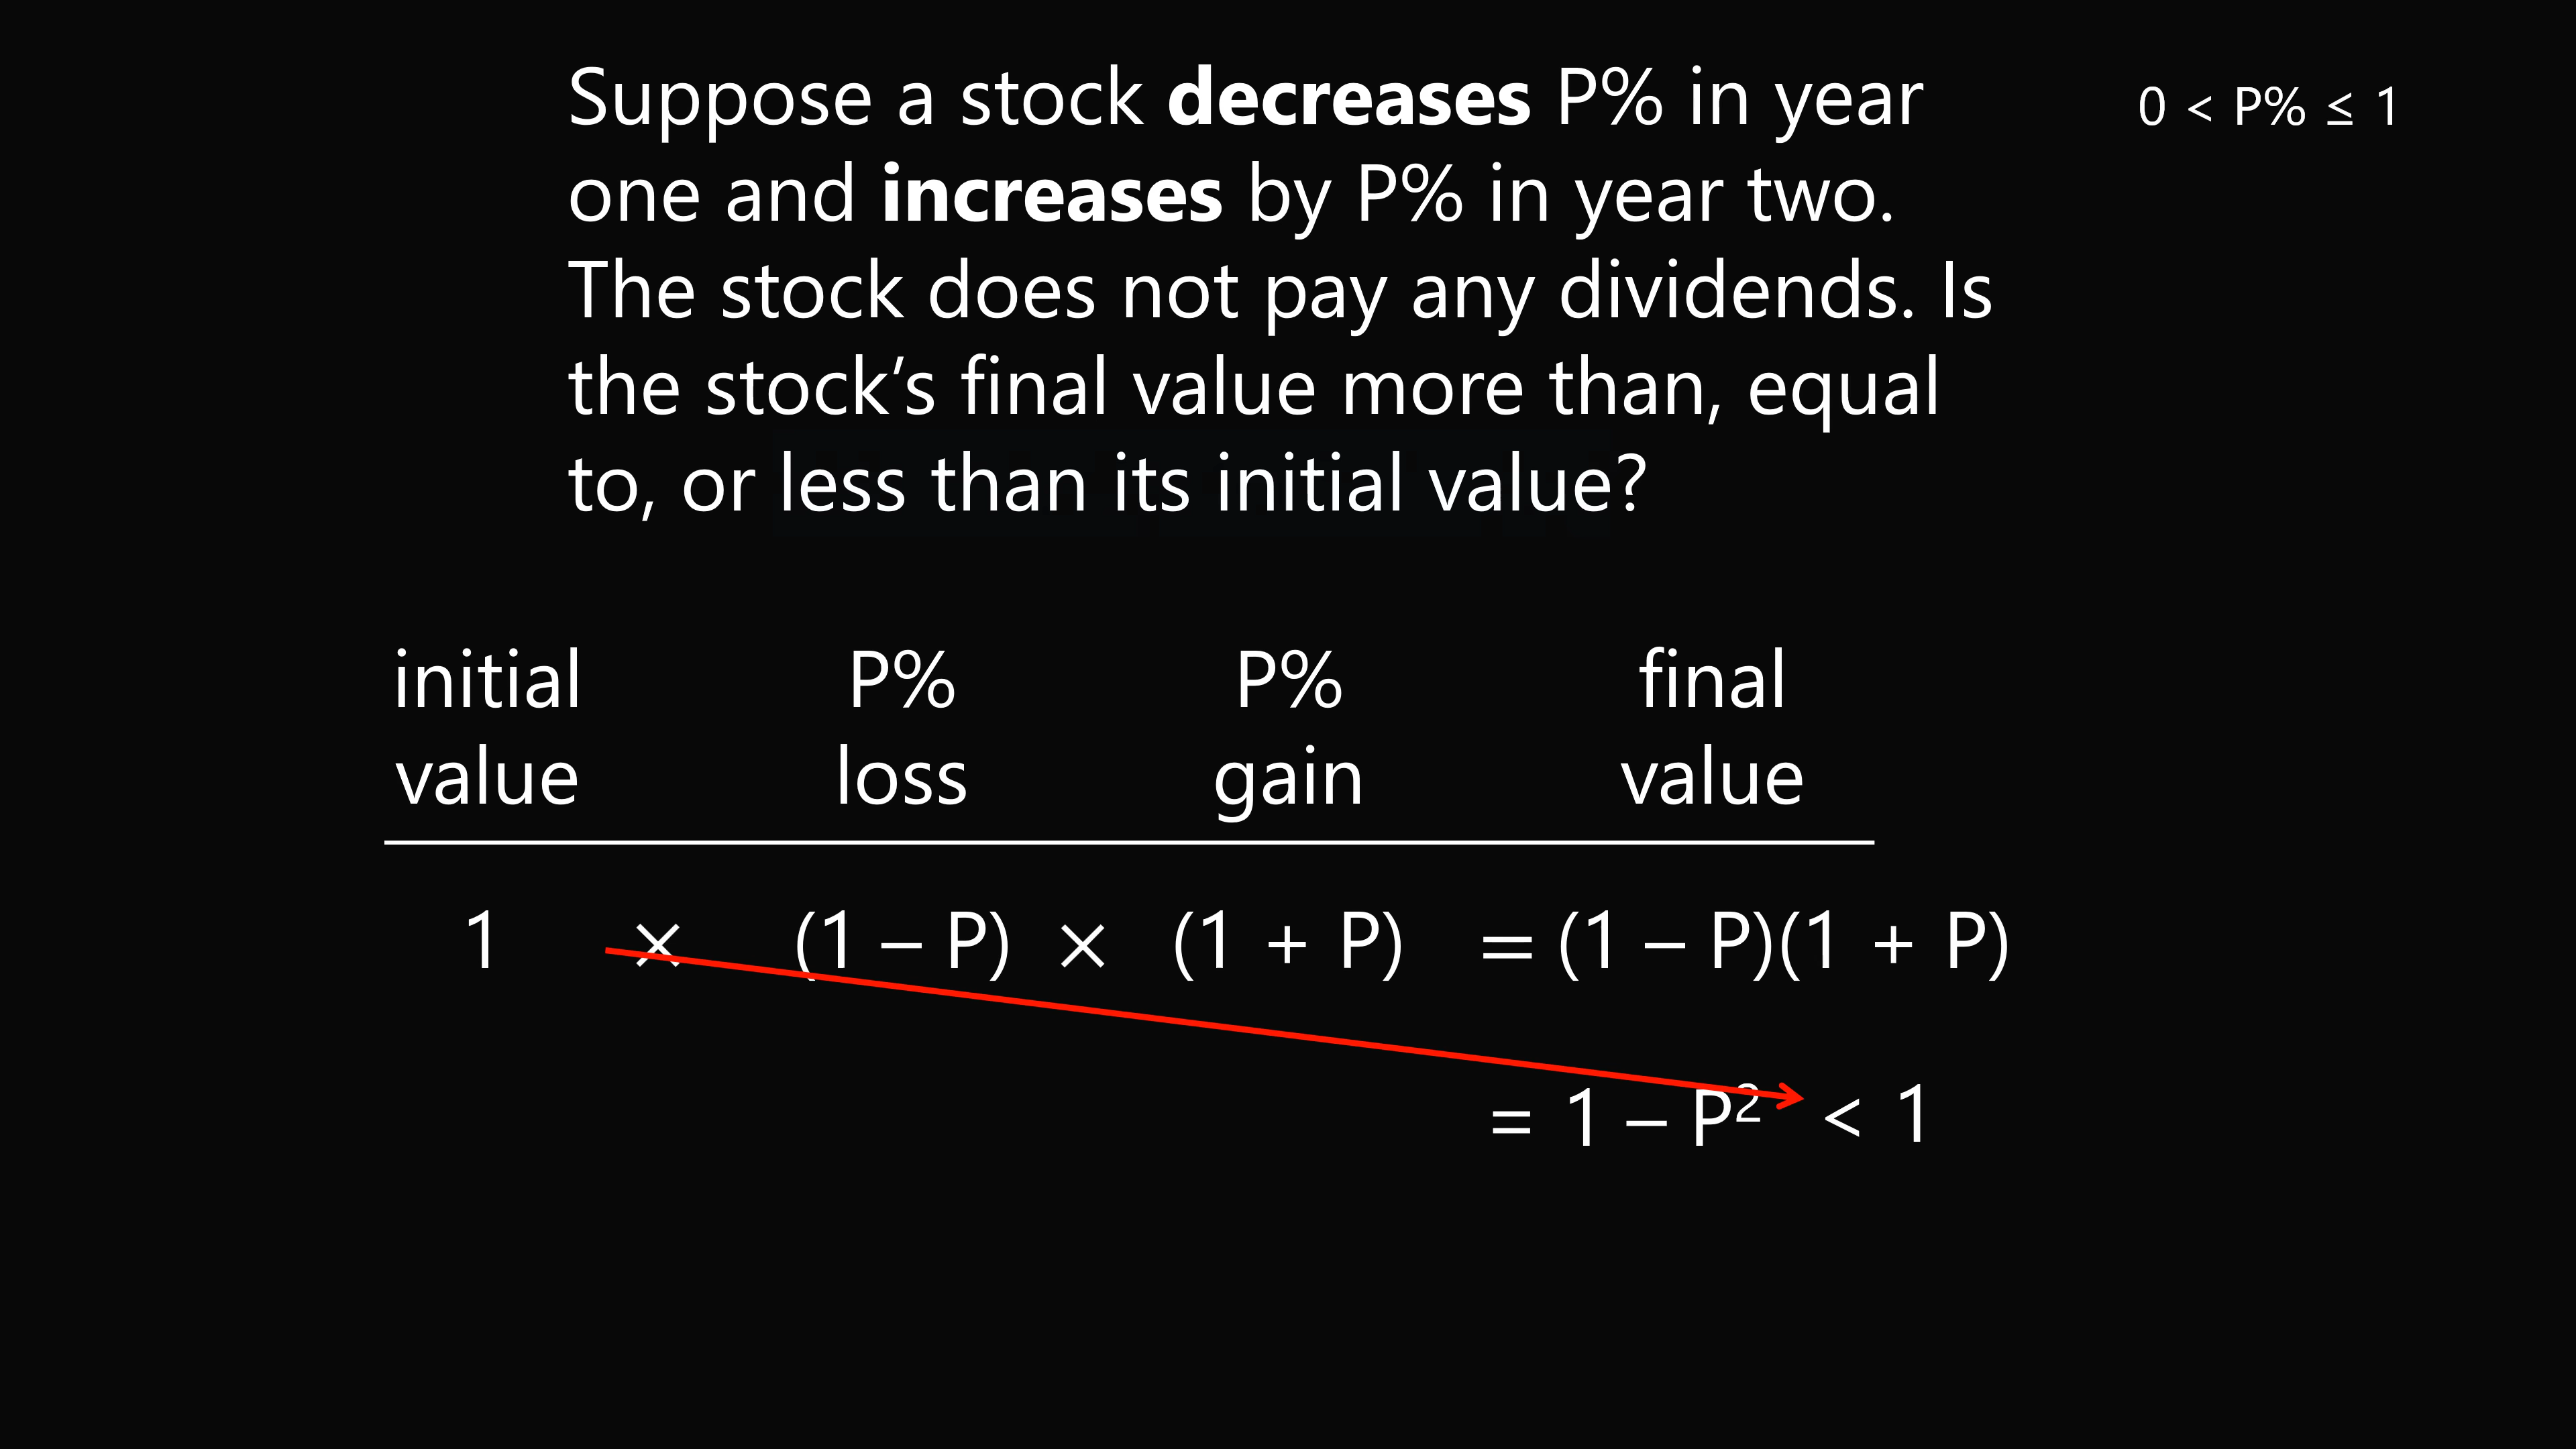 Suppose a stock decreases P% in year
one and increases by P% in year two.
The stock does not pay any dividends. Is
the stock’s final value more than, equal
to, or less than its initial value?
0 < P% ≤ 1
initial P% P% final
value loss gain value
1 × (1 – P) × (1 + P) = (1 – P)(1 + P)
= 1 – P² < 1